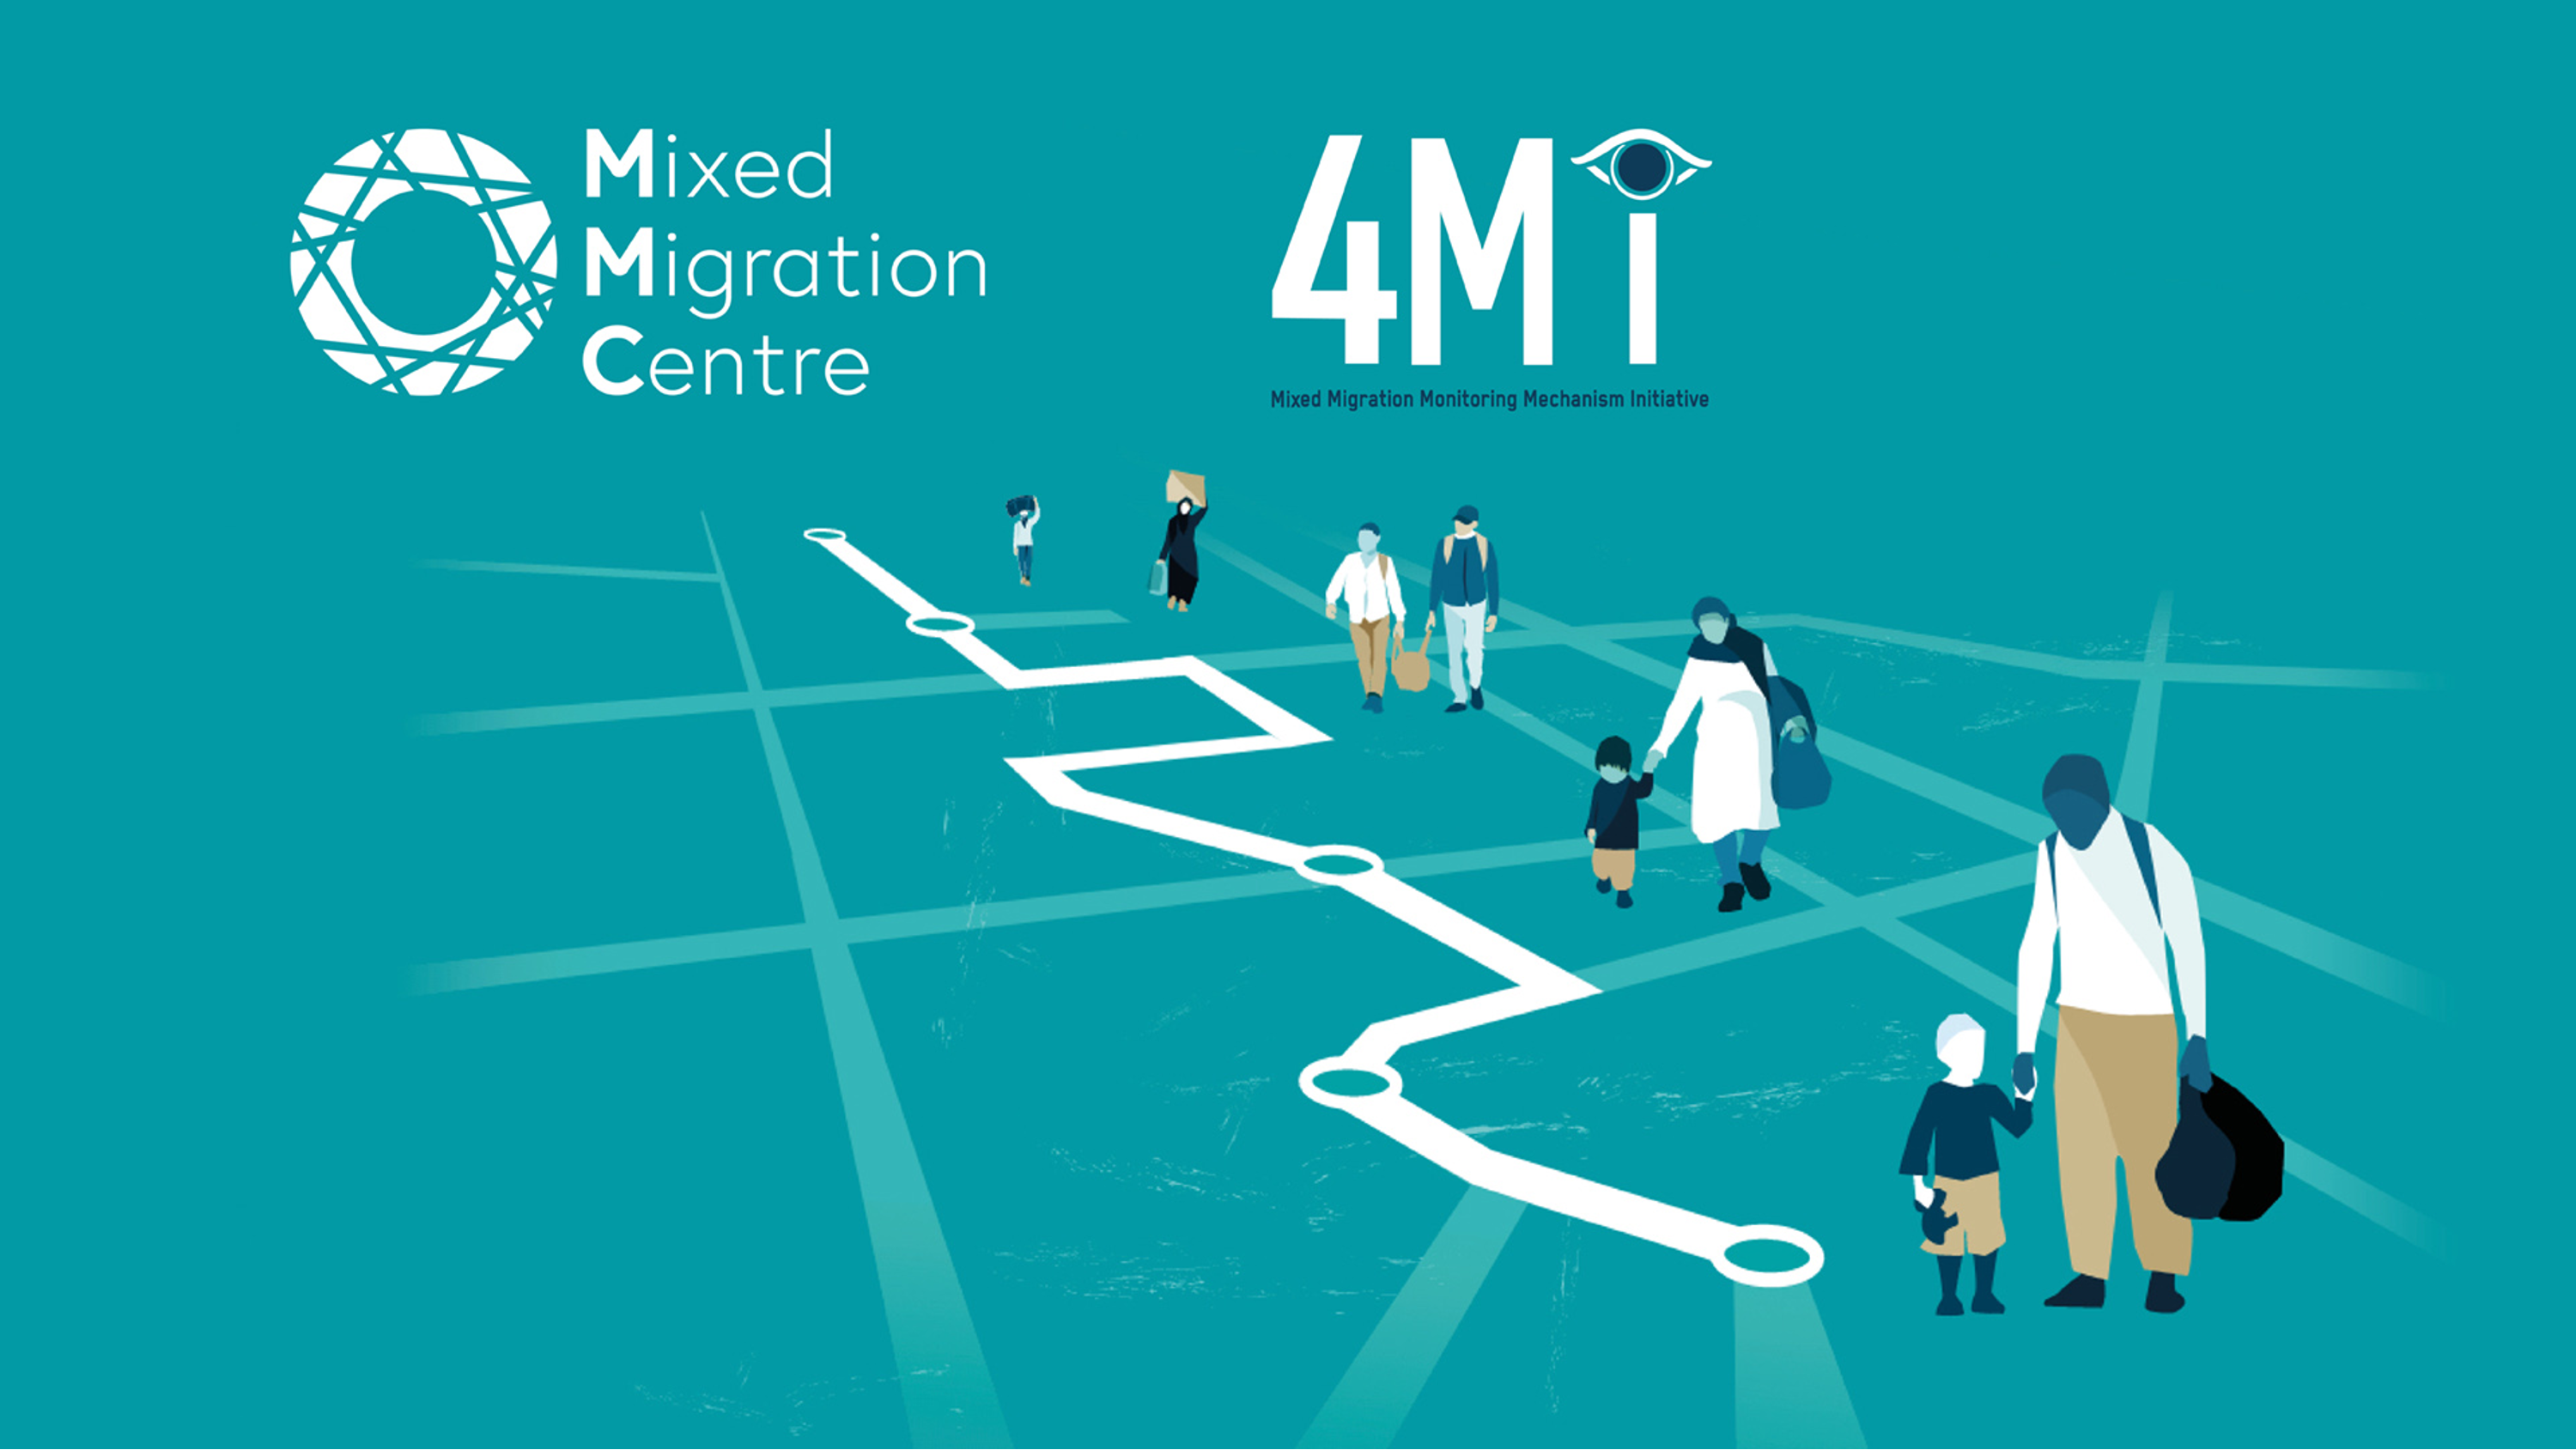 Mixed
Migration
Centre
4Mi
Mixed Migration Monitoring Mechanism Initiative